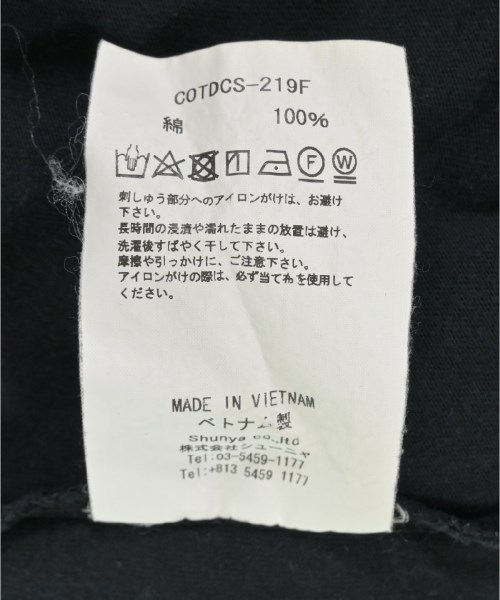 COTDCS-219F
綿 100%
F W
刺しゅう部分へのアイロンがけは、お避け
下さい。
長時間の浸漬や濡れたままの放置は避け、
洗濯後すばやく干して下さい。
摩擦や引っかけに、ご注意下さい。
アイロンがけの際は、必ず当て布を使用して
ください。
MADE IN VIETNAM
ベトナム製
Shunya co.,ltd
株式会社シューニャ
Tel:03-5459-1177
Tel:+813 5459 1177